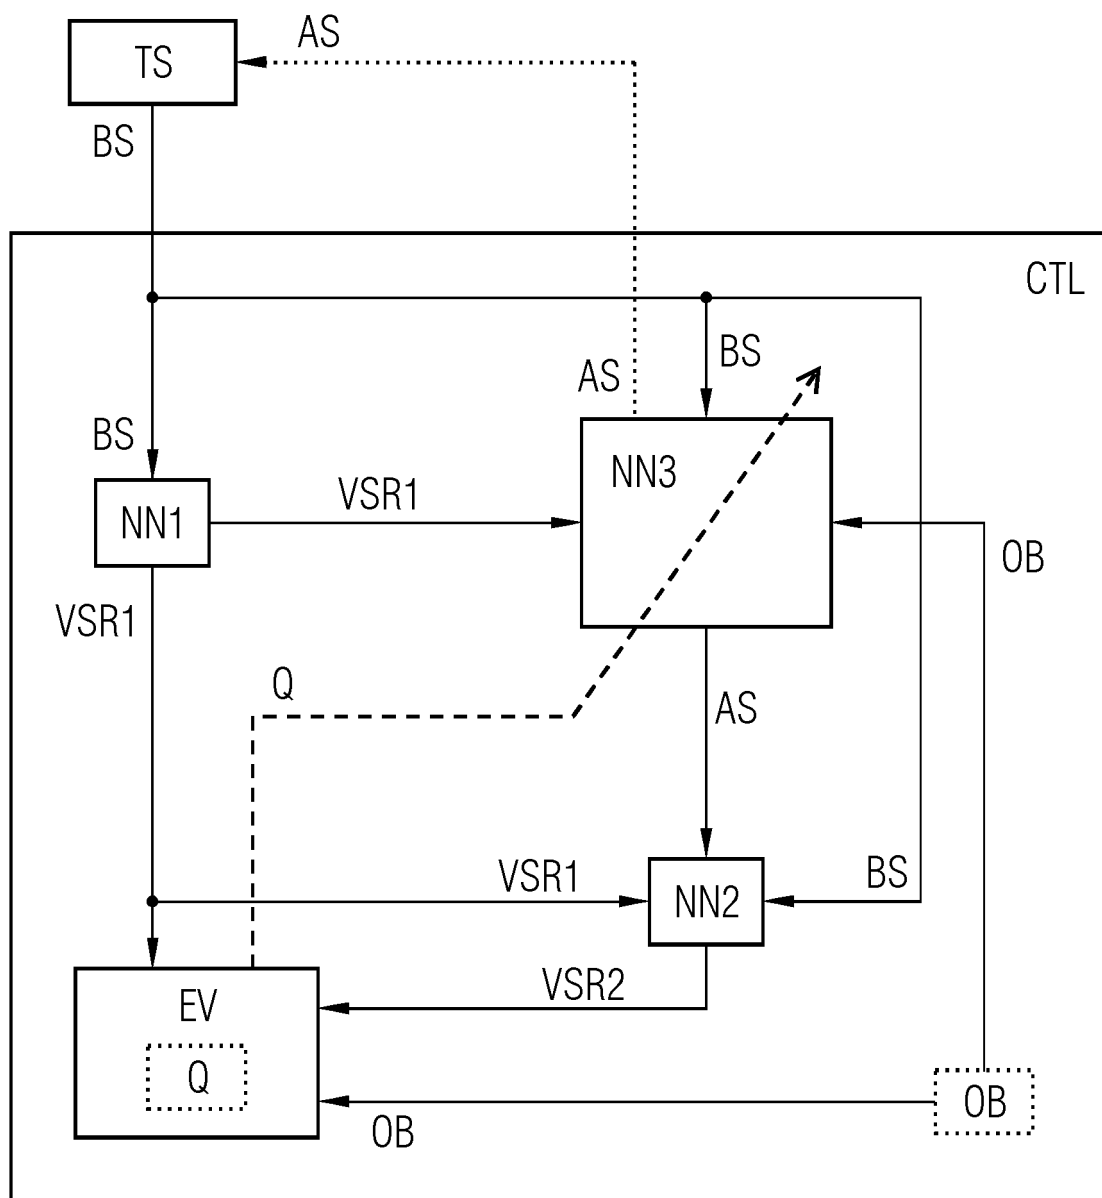 AS
TS
BS
CTL
BS
AS
BS
NN3
VSR1
NN1
OB
VSR1
Q
AS
VSR1
BS
NN2
VSR2
EV
Q
OB
OB